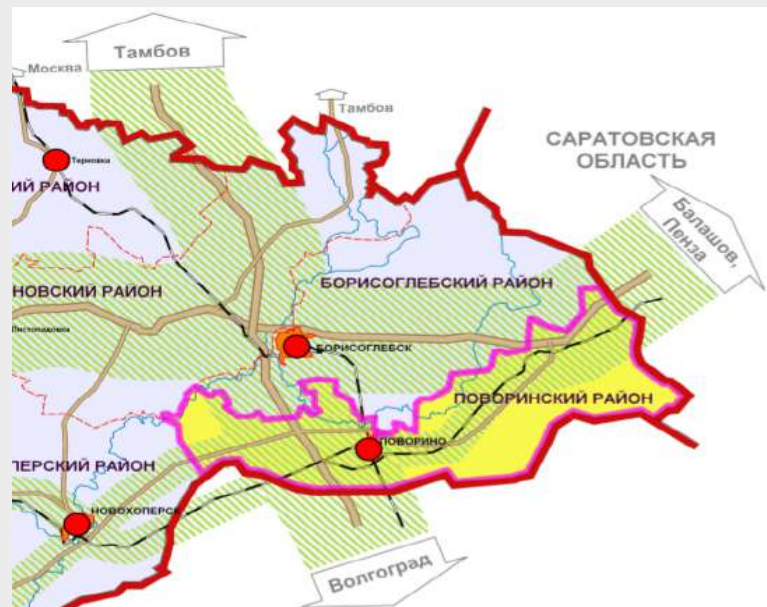 Тамбов
Москва
Тамбов
САРАТОВСКАЯ
ОБЛАСТЬ
Терновка
ИЙ РАЙОН
Балашов,
Пенза
БОРИСОГЛЕБСКИЙ РАЙОН
НОВСКИЙ РАЙОН
Листопадовка
БОРИСОГЛЕБСК
ПОВОРИНСКИЙ РАЙОН
ПОВОРИНО
ПЕРСКИЙ РАЙОН
НОВОХОПЕРСК
Волгоград